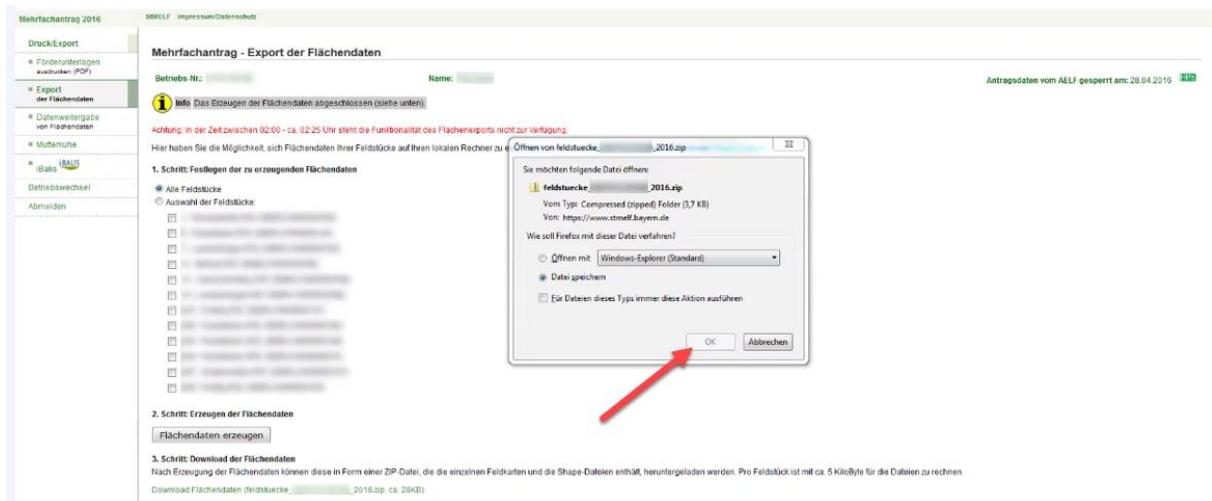 Mehrfachantrag 2016
StMELF Impressum/Datenschutz
Druck/Export
Förderunterlagen
ausdrucken (PDF)
Export
der Flächendaten
Datenweitergabe
von Flächendaten
Mutterkühe
iBALIS
iBalis
Betriebswechsel
Abmelden
Mehrfachantrag - Export der Flächendaten
Betriebs-Nr.:
Name:
Antragsdaten vom AELF gesperrt am: 28.04.2016
Info Das Erzeugen der Flächendaten abgeschlossen (siehe unten).
Achtung: In der Zeit zwischen 02:00 - ca. 02:25 Uhr steht die Funktionalität des Flächenexports nicht zur Verfügung.
Hier haben Sie die Möglichkeit, sich Flächendaten Ihrer Feldstücke auf Ihren lokalen Rechner zu
1. Schritt: Festlegen der zu erzeugenden Flächendaten
Alle Feldstücke
Auswahl der Feldstücke:
Öffnen von feldstuecke_ _2016.zip
Sie möchten folgende Datei öffnen:
feldstuecke_ _2016.zip
Vom Typ: Compressed (zipped) Folder (3,7 KB)
Von: https://www.stmelf.bayern.de
Wie soll Firefox mit dieser Datei verfahren?
Öffnen mit Windows-Explorer (Standard)
Datei speichern
Für Dateien dieses Typs immer diese Aktion ausführen
OK Abbrechen
2. Schritt: Erzeugen der Flächendaten
Flächendaten erzeugen
3. Schritt: Download der Flächendaten
Nach Erzeugung der Flächendaten können diese in Form einer ZIP-Datei, die die einzelnen Feldkarten und die Shape-Dateien enthält, heruntergeladen werden. Pro Feldstück ist mit ca. 5 KiloByte für die Dateien zu rechnen.
Download Flächendaten (feldstuecke_ _2016.zip, ca. 28KB)